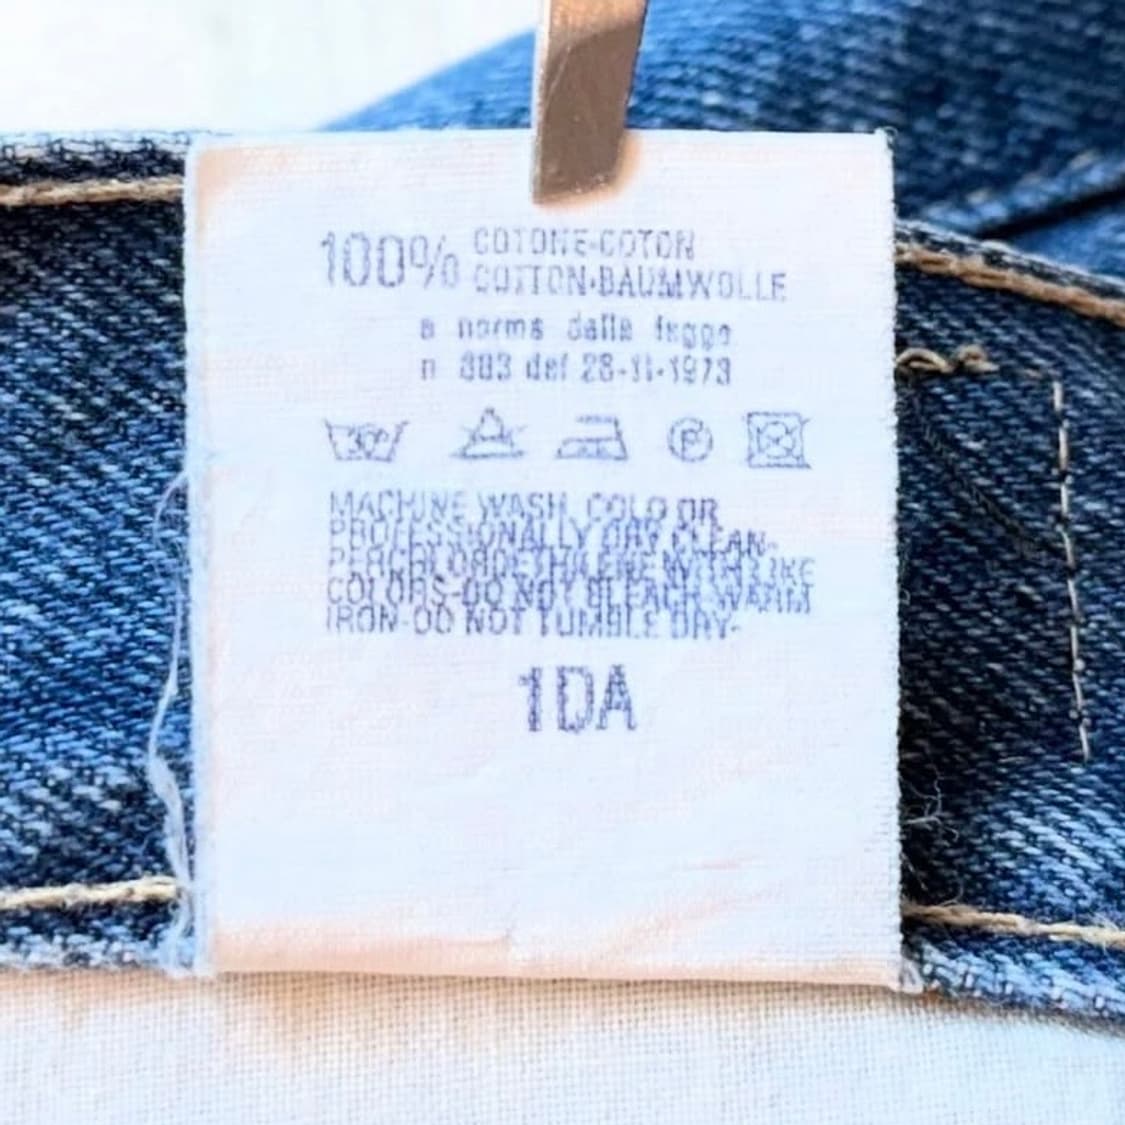 100% COTONE-COTON
COTTON·BAUMWOLLE
a norma della legge
n 883 del 26-11-1973
30°
P
MACHINE WASH COLD OR
PROFESSIONALLY DRY CLEAN-
PERCHLOROETHYLENE WITH LIKE
COLORS-DO NOT BLEACH WARM
IRON-DO NOT TUMBLE DRY-
1DA